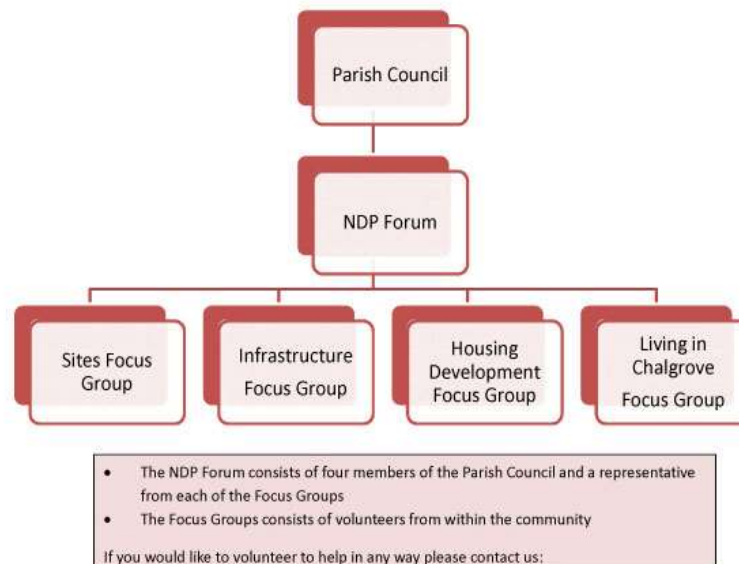 Parish Council
NDP Forum
Sites Focus
Group
Infrastructure
Focus Group
Housing
Development
Focus Group
Living in
Chalgrove
Focus Group
• The NDP Forum consists of four members of the Parish Council and a representative
from each of the Focus Groups
• The Focus Groups consists of volunteers from within the community
If you would like to volunteer to help in any way please contact us: